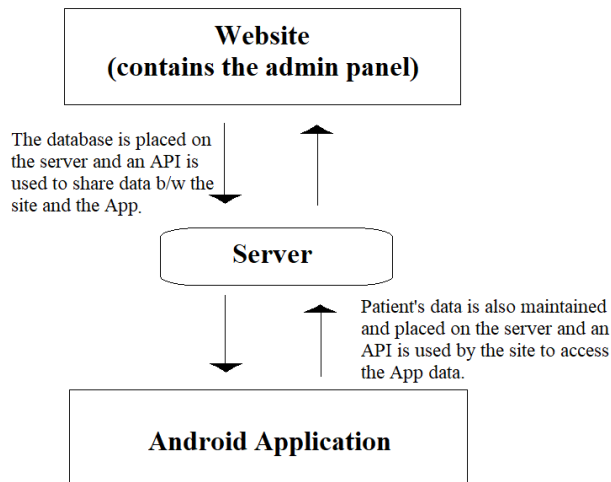 Website
(contains the admin panel)
The database is placed on
the server and an API is
used to share data b/w the
site and the App.
Server
Patient's data is also maintained
and placed on the server and an
API is used by the site to access
the App data.
Android Application